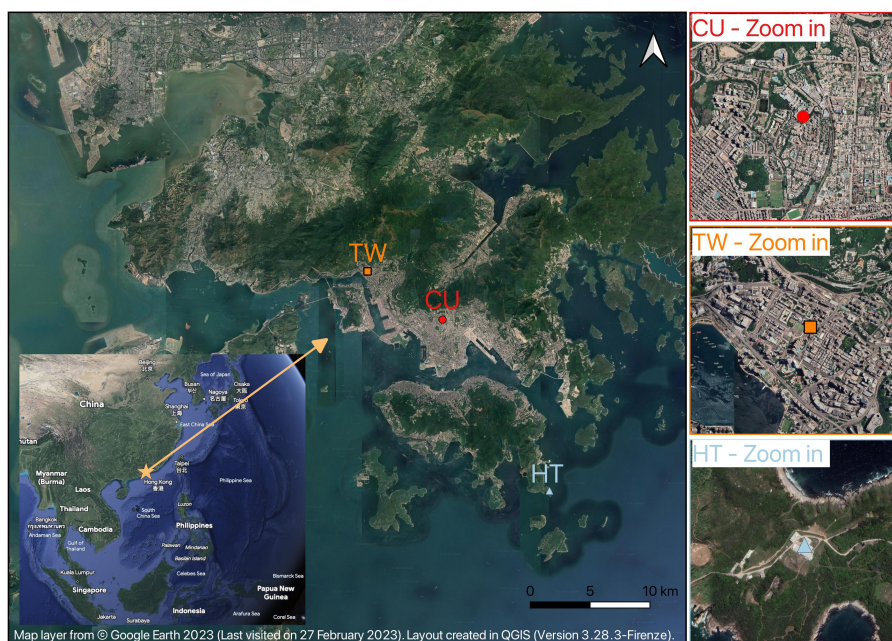 CU - Zoom in
TW
CU
TW - Zoom in
HT
HT - Zoom in
0 5 10 km
Beijing
北京
Sea of Japan
China
Busan
부산
Nagoya
名古屋
Osaka
大阪
Tokyo
東京
Shanghai
上海
East China Sea
Taipei
台北
Myanmar
(Burma)
Hong Kong
香港
Philippine Sea
Laos
South
China Sea
Luzon
Thailand
Bangkok
กรุงเทพมหานคร
Andaman Sea
Cambodia
Philippines
Gulf of
Thailand
Palawan
Mindanao
Basilan Island
Kuala Lumpur
Celebes Sea
Bismarck Sea
Singapore
Papua New
Guinea
Indonesia
Jakarta
Surabaya
Arafura Sea
Coral Sea
Map layer from © Google Earth 2023 (Last visited on 27 February 2023). Layout created in QGIS (Version 3.28.3-Firenze).